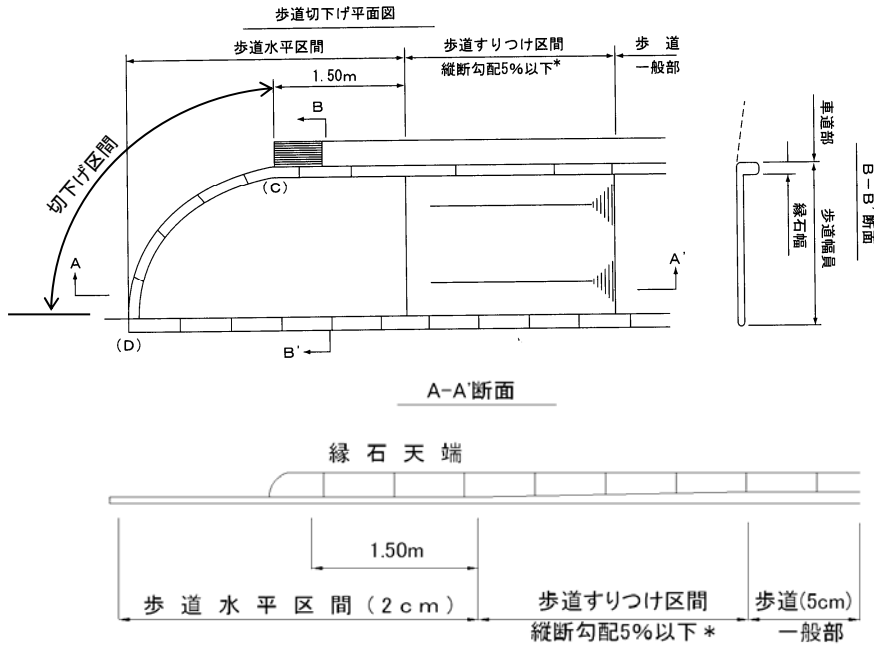 歩道切下げ平面図
歩道水平区間
歩道すりつけ区間
縦断勾配5%以下*
歩道
一般部
1.50m
B
切下げ区間
(C)
A
A'
(D)
B'
車道部
縁石幅
歩道幅員
B-B'断面
A-A'断面
縁石天端
1.50m
歩道水平区間(2cm)
歩道すりつけ区間
縦断勾配5%以下*
歩道(5cm)
一般部